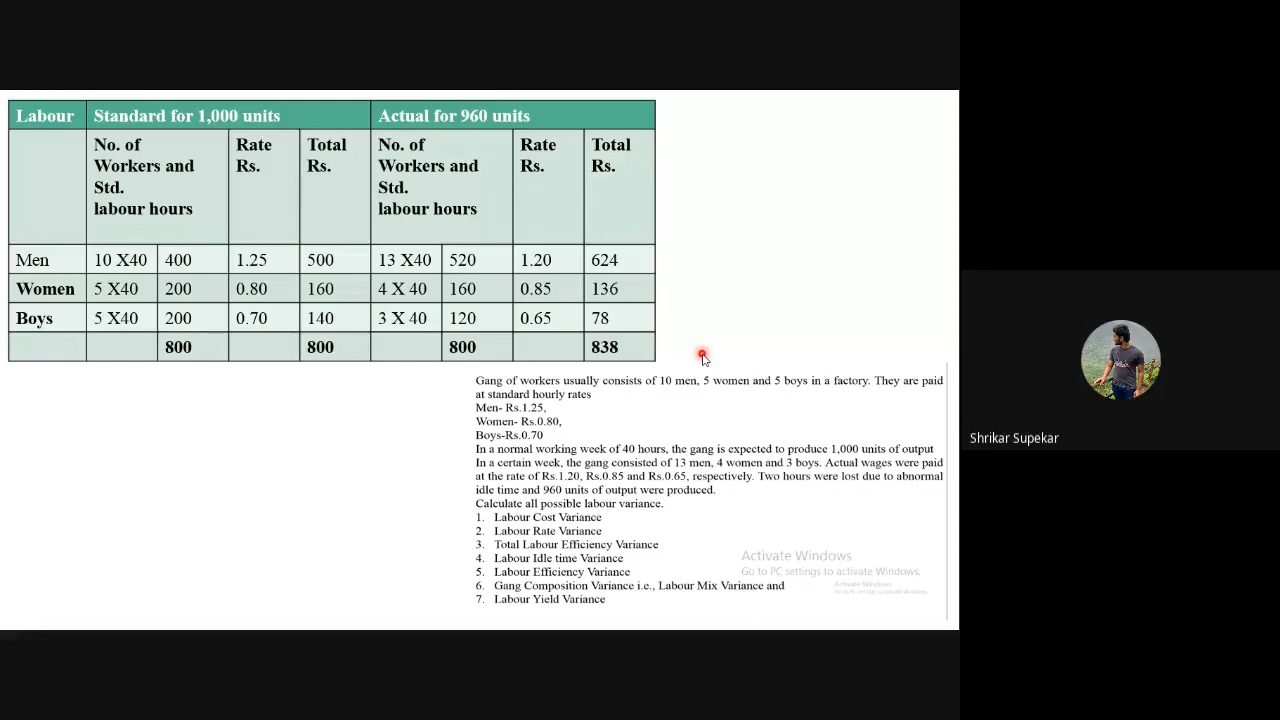 Labour Standard for 1,000 units Actual for 960 units
No. of Workers and Std. labour hours Rate Rs. Total Rs. No. of Workers and Std. labour hours Rate Rs. Total Rs.
Men 10 X40 400 1.25 500 13 X40 520 1.20 624
Women 5 X40 200 0.80 160 4 X 40 160 0.85 136
Boys 5 X40 200 0.70 140 3 X 40 120 0.65 78
800 800 800 838
Gang of workers usually consists of 10 men, 5 women and 5 boys in a factory. They are paid
at standard hourly rates
Men- Rs.1.25,
Women- Rs.0.80,
Boys-Rs.0.70
In a normal working week of 40 hours, the gang is expected to produce 1,000 units of output
In a certain week, the gang consisted of 13 men, 4 women and 3 boys. Actual wages were paid
at the rate of Rs.1.20, Rs.0.85 and Rs.0.65, respectively. Two hours were lost due to abnormal
idle time and 960 units of output were produced.
Calculate all possible labour variance.
1. Labour Cost Variance
2. Labour Rate Variance
3. Total Labour Efficiency Variance
4. Labour Idle time Variance
5. Labour Efficiency Variance
6. Gang Composition Variance i.e., Labour Mix Variance and
7. Labour Yield Variance
Activate Windows
Go to PC settings to activate Windows.
Activate Windows
Go to PC settings to activate Windows.
Shrikar Supekar